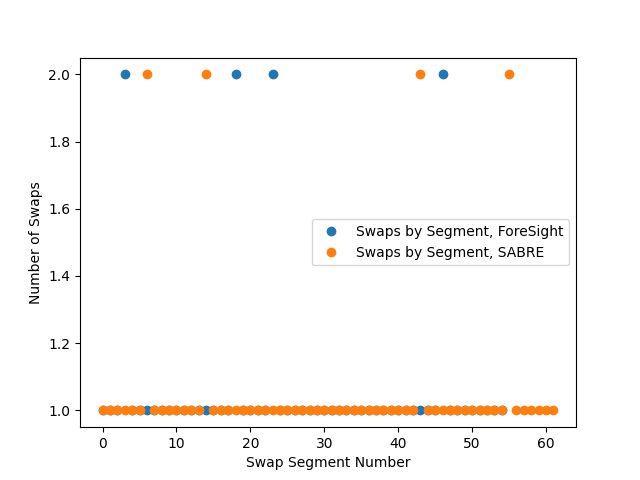 2.0
1.8
1.6
1.4
1.2
1.0
Number of Swaps
Swaps by Segment, ForeSight
Swaps by Segment, SABRE
0 10 20 30 40 50 60
Swap Segment Number